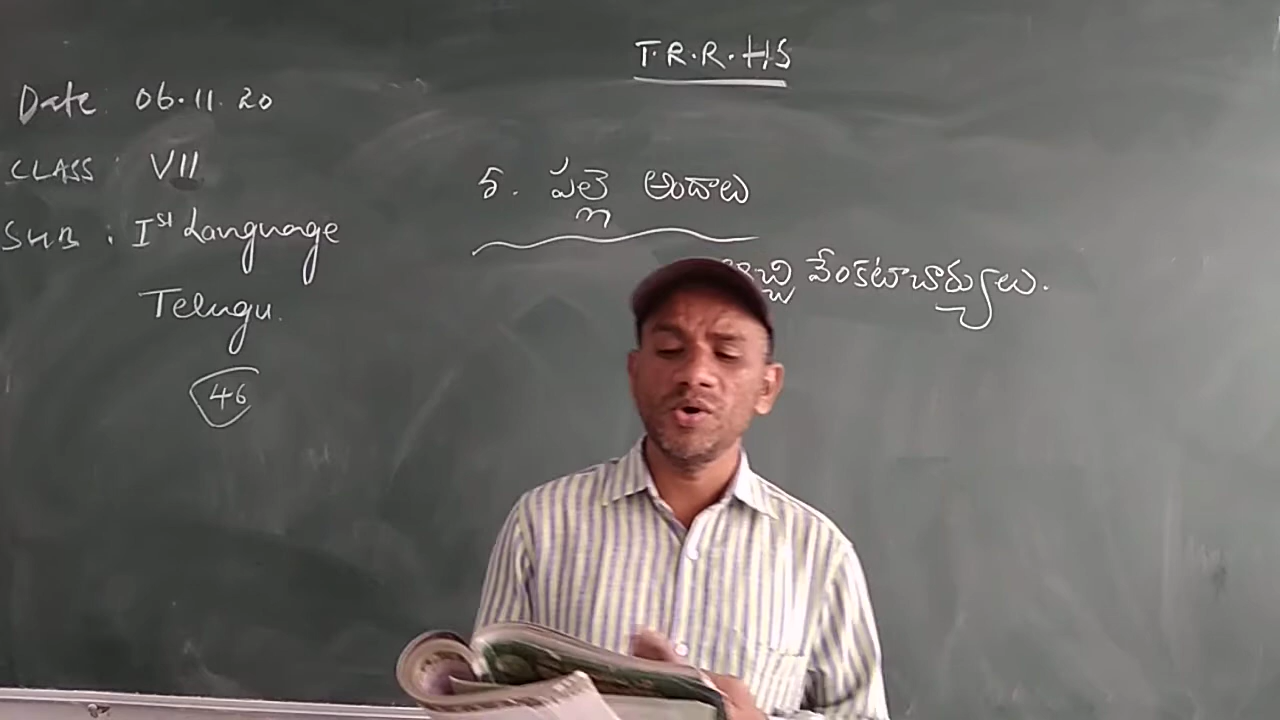 T.R.R.HS
Date: 06.11.20
CLASS: VII
SUB: Ist Language
Telugu.
46
5. పల్లె అందాలు
వేంకటాచార్యులు.